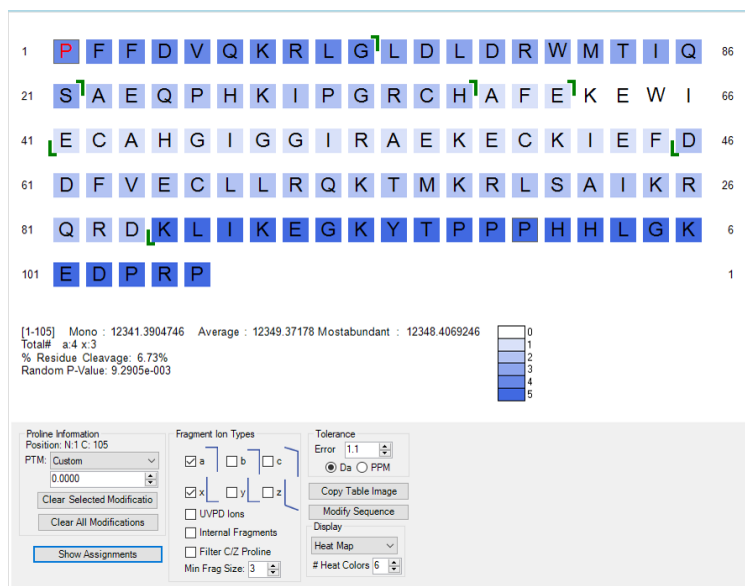 1 P F F D V Q K R L G L D L D R W M T I Q 86
21 S A E Q P H K I P G R C H A F E K E W I 66
41 E C A H G I G G I R A E K E C K I E F D 46
61 D F V E C L L R Q K T M K R L S A I K R 26
81 Q R D K L I K E G K Y T P P P H H L G K 6
101 E D P R P 1
[1-105] Mono : 12341.3904746 Average : 12349.37178 Mostabundant : 12348.4069246
Total# a:4 x:3
% Residue Cleavage: 6.73%
Random P-Value: 9.2905e-003
0
1
2
3
4
5
Proline Information
Position: N:1 C: 105
PTM: Custom
0.0000
Clear Selected Modificatio
Clear All Modifications
Show Assignments
Fragment Ion Types
a b c
x y z
UVPD Ions
Internal Fragments
Filter C/Z Proline
Min Frag Size: 3
Tolerance
Error 1.1
Da PPM
Copy Table Image
Modify Sequence
Display
Heat Map
# Heat Colors 6